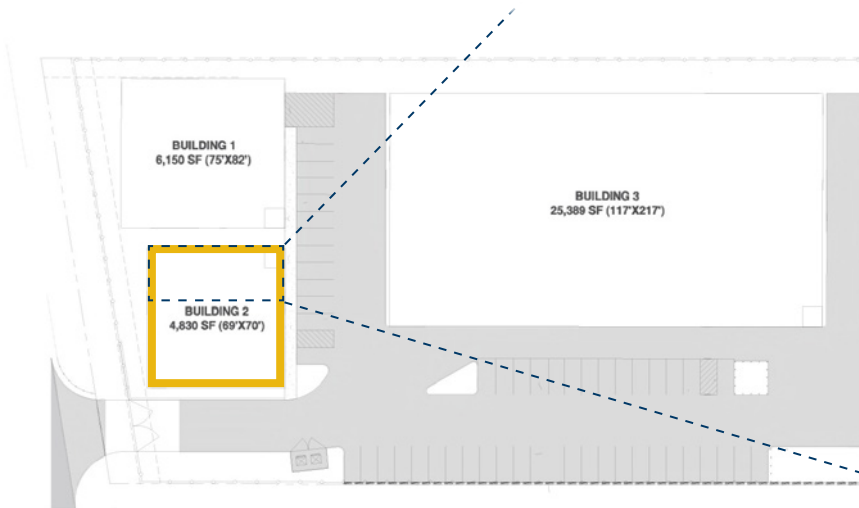 BUILDING 1
6,150 SF (75'X82')
BUILDING 3
25,389 SF (117'X217')
BUILDING 2
4,830 SF (69'X70')